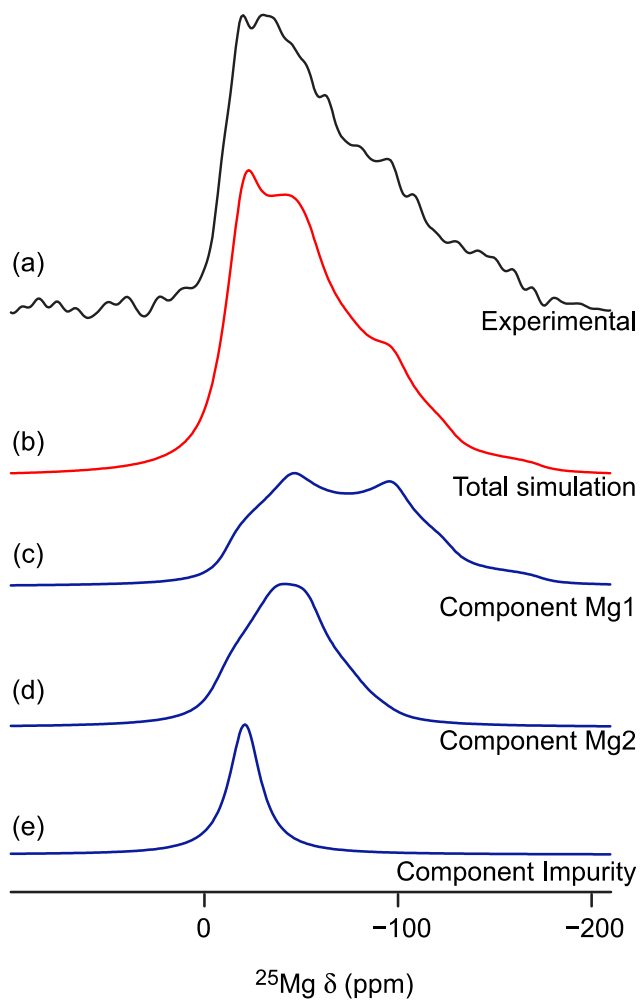 (a)
Experimental
(b)
Total simulation
(c)
Component Mg1
(d)
Component Mg2
(e)
Component Impurity
0 −100 −200
²⁵Mg δ (ppm)